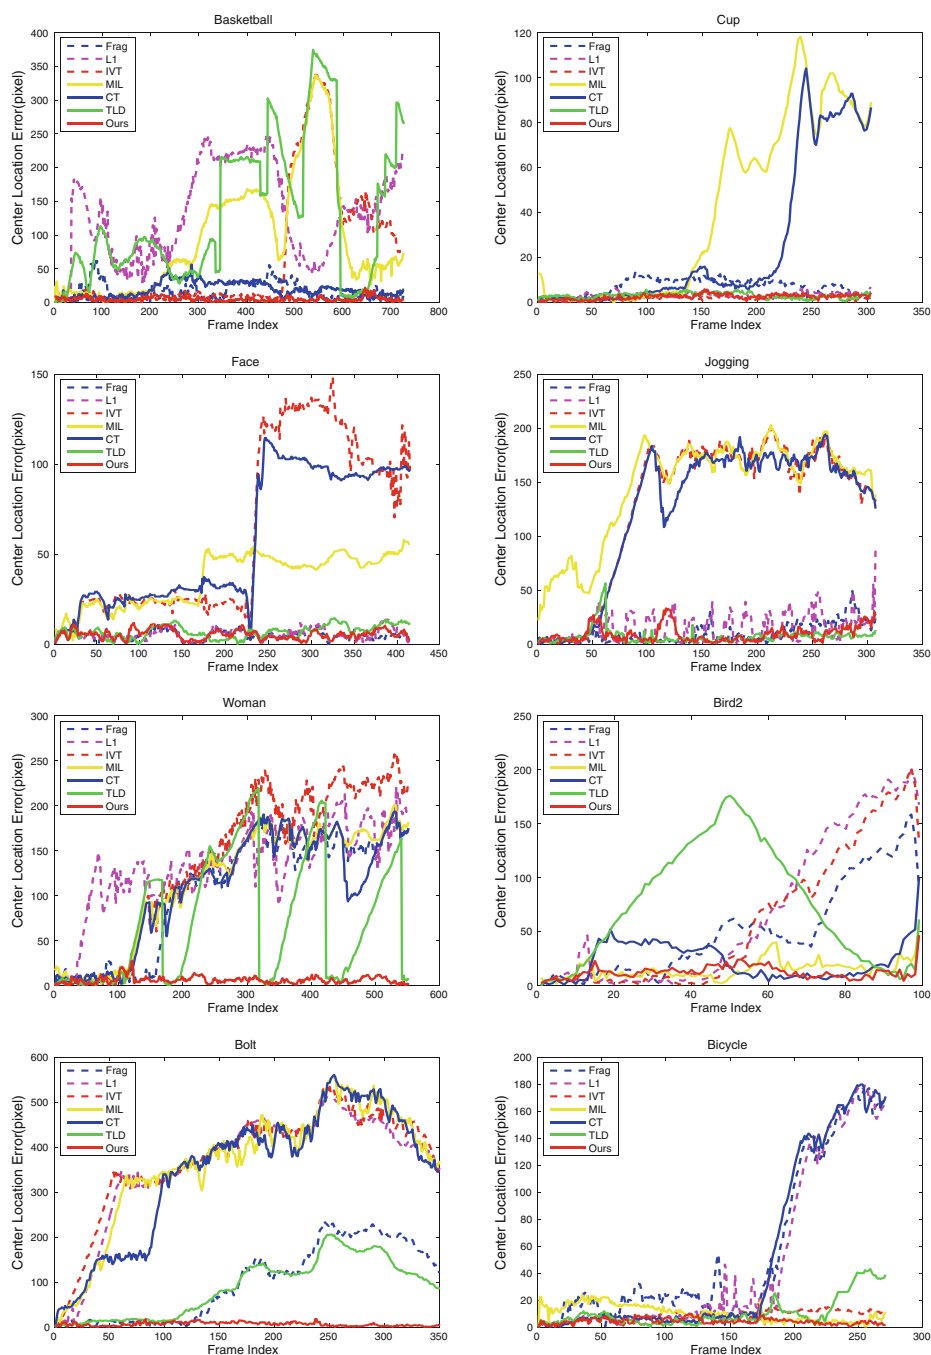 Basketball
Center Location Error(pixel)
400
350
300
250
200
150
100
50
0
Frag
L1
IVT
MIL
CT
TLD
Ours
0 100 200 300 400 500 600 700 800
Frame Index
Cup
Center Location Error(pixel)
120
100
80
60
40
20
0
Frag
L1
IVT
MIL
CT
TLD
Ours
0 50 100 150 200 250 300 350
Frame Index
Face
Center Location Error(pixel)
150
100
50
0
Frag
L1
IVT
MIL
CT
TLD
Ours
0 50 100 150 200 250 300 350 400 450
Frame Index
Jogging
Center Location Error(pixel)
250
200
150
100
50
0
Frag
L1
IVT
MIL
CT
TLD
Ours
0 50 100 150 200 250 300 350
Frame Index
Woman
Center Location Error(pixel)
300
250
200
150
100
50
0
Frag
L1
IVT
MIL
CT
TLD
Ours
0 100 200 300 400 500 600
Frame Index
Bird2
Center Location Error(pixel)
250
200
150
100
50
0
Frag
L1
IVT
MIL
CT
TLD
Ours
0 20 40 60 80 100
Frame Index
Bolt
Center Location Error(pixel)
600
500
400
300
200
100
0
Frag
L1
IVT
MIL
CT
TLD
Ours
0 50 100 150 200 250 300 350
Frame Index
Bicycle
Center Location Error(pixel)
200
180
160
140
120
100
80
60
40
20
0
Frag
L1
IVT
MIL
CT
TLD
Ours
0 50 100 150 200 250 300
Frame Index